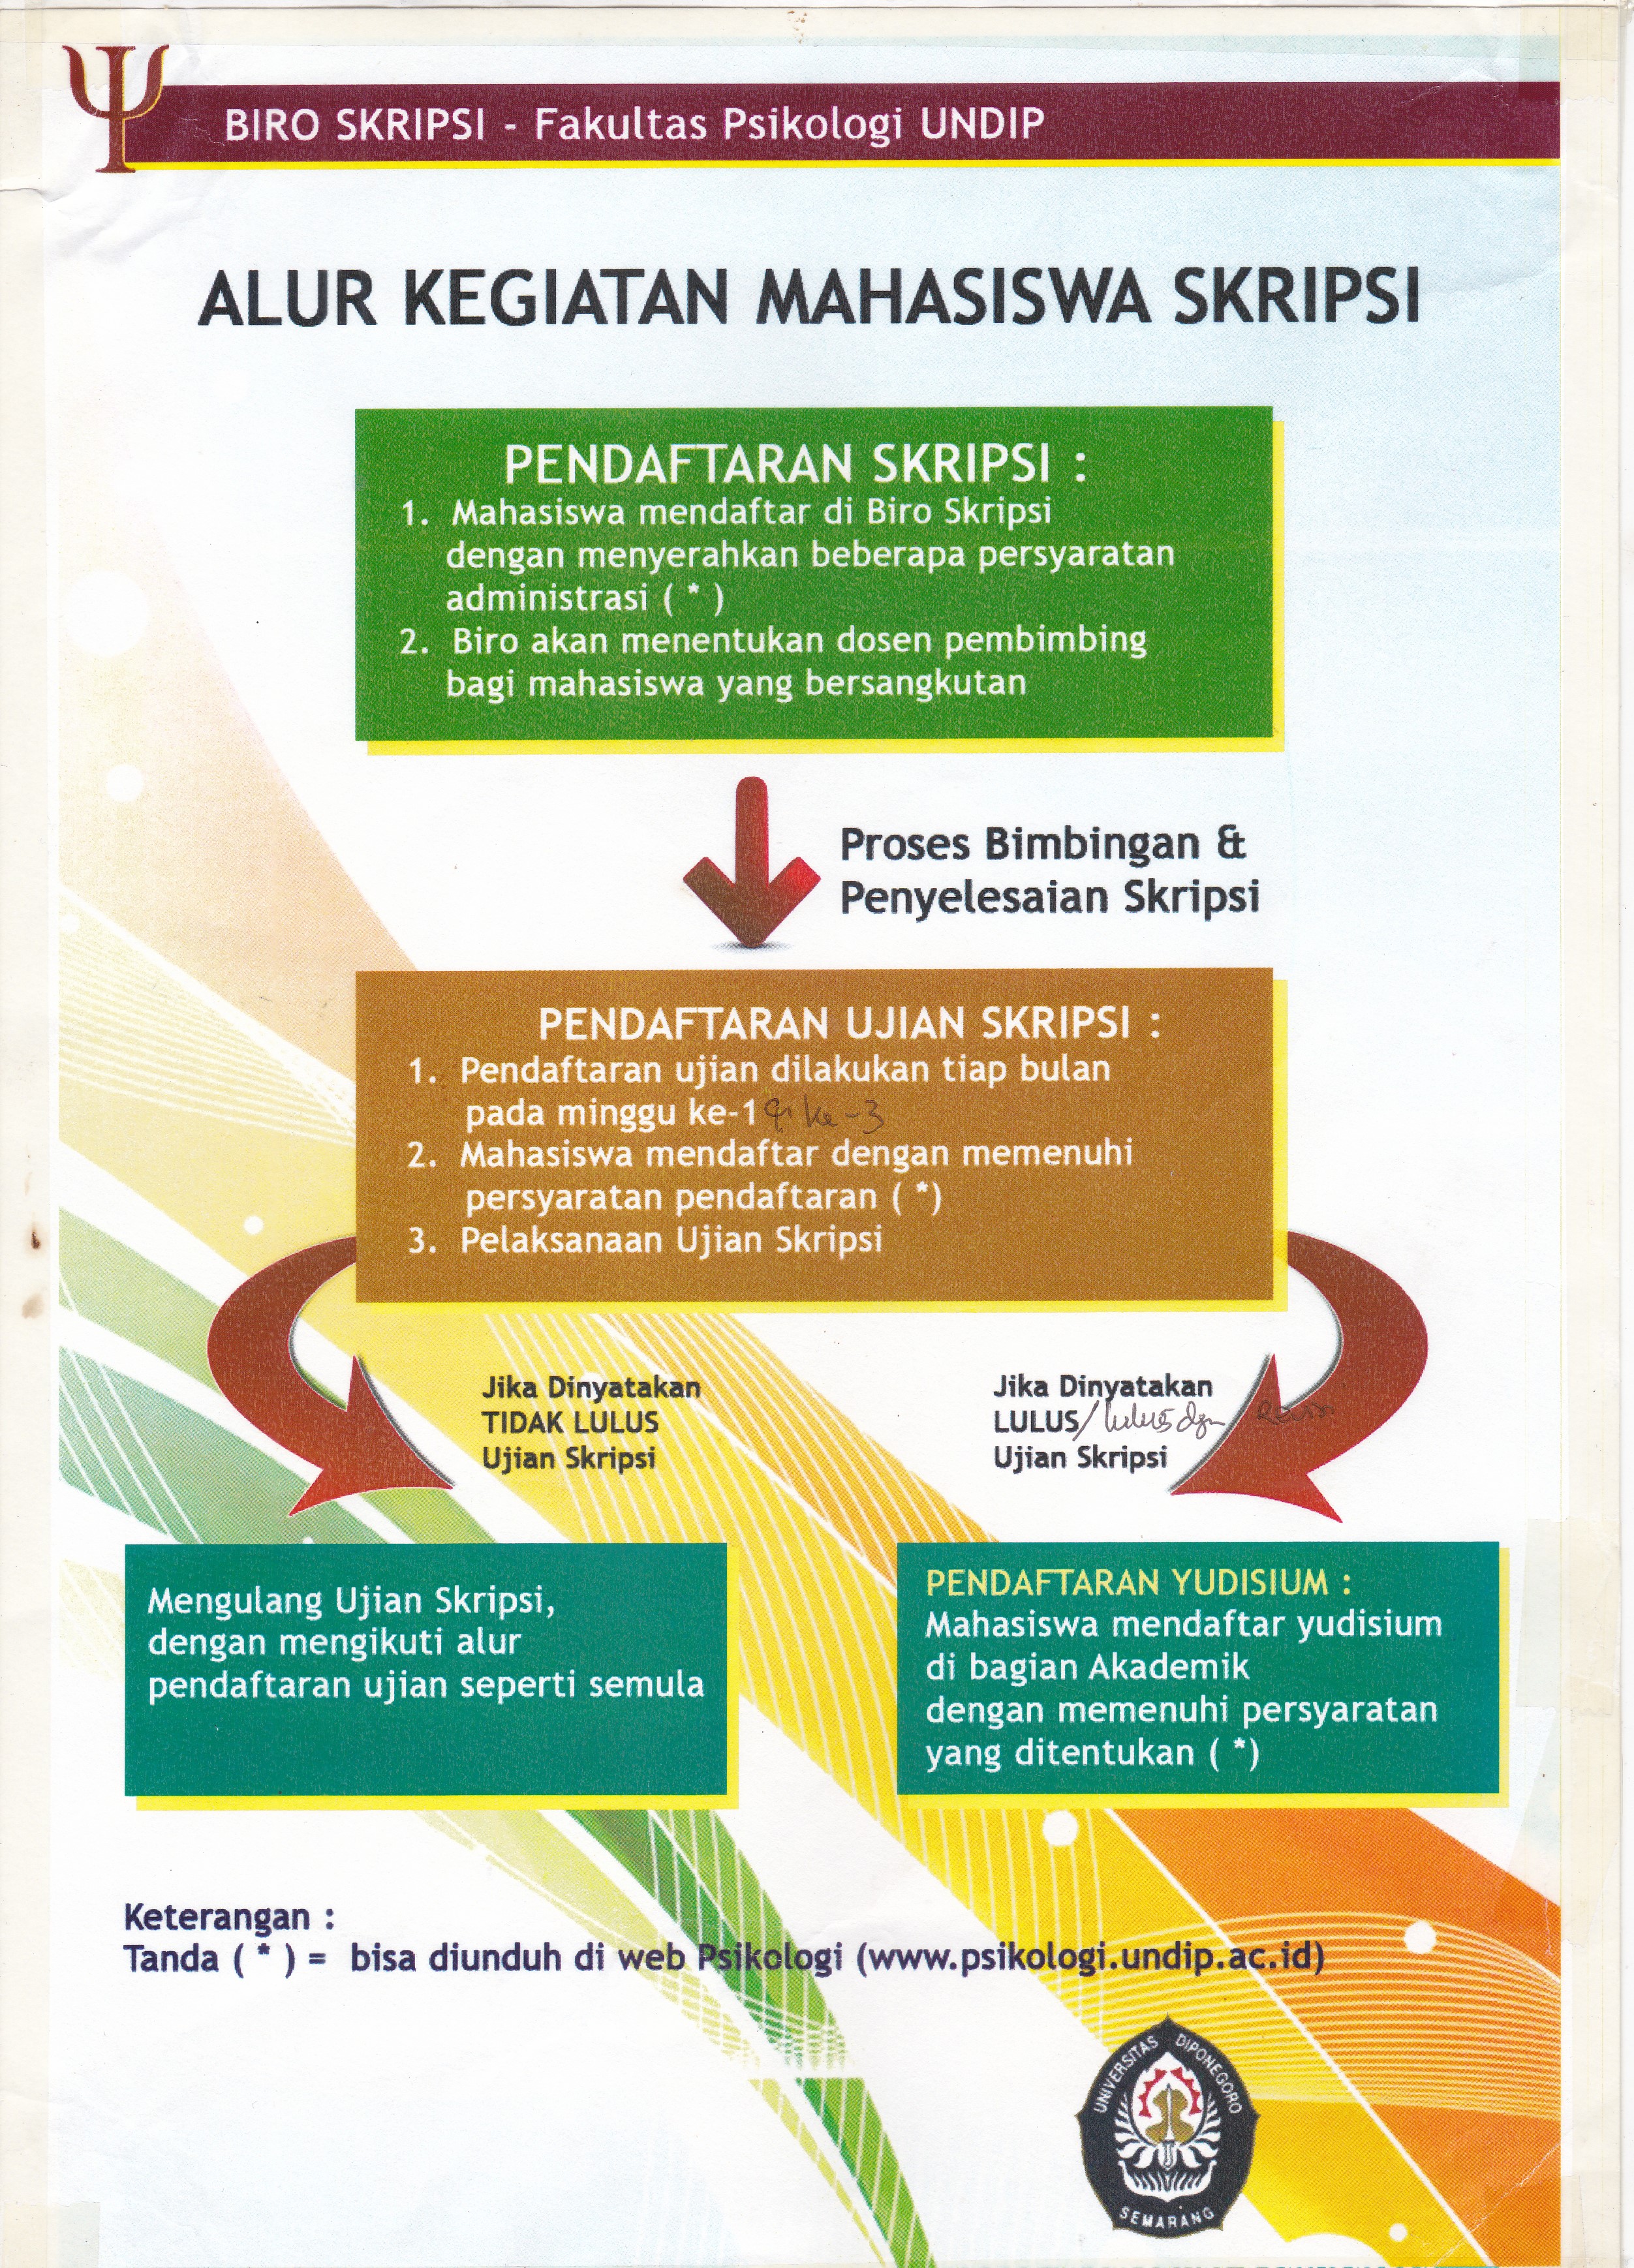 BIRO SKRIPSI - Fakultas Psikologi UNDIP
ALUR KEGIATAN MAHASISWA SKRIPSI
PENDAFTARAN SKRIPSI :
1. Mahasiswa mendaftar di Biro Skripsi
dengan menyerahkan beberapa persyaratan
administrasi ( * )
2. Biro akan menentukan dosen pembimbing
bagi mahasiswa yang bersangkutan
Proses Bimbingan &
Penyelesaian Skripsi
PENDAFTARAN UJIAN SKRIPSI :
1. Pendaftaran ujian dilakukan tiap bulan
pada minggu ke-1 ke-3
2. Mahasiswa mendaftar dengan memenuhi
persyaratan pendaftaran ( *)
3. Pelaksanaan Ujian Skripsi
Jika Dinyatakan
TIDAK LULUS
Ujian Skripsi
Jika Dinyatakan
LULUS/lulus dgn Revisi
Ujian Skripsi
Mengulang Ujian Skripsi,
dengan mengikuti alur
pendaftaran ujian seperti semula
PENDAFTARAN YUDISIUM :
Mahasiswa mendaftar yudisium
di bagian Akademik
dengan memenuhi persyaratan
yang ditentukan ( *)
Keterangan :
Tanda ( * ) = bisa diunduh di web Psikologi (www.psikologi.undip.ac.id)
UNIVERSITAS DIPONEGORO
SEMARANG